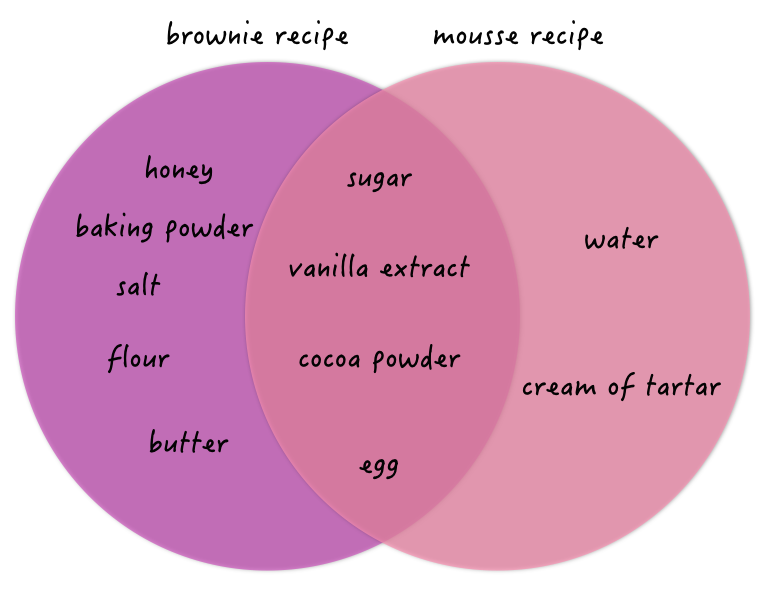 brownie recipe
mousse recipe
honey
baking powder
salt
flour
butter
sugar
vanilla extract
cocoa powder
egg
water
cream of tartar